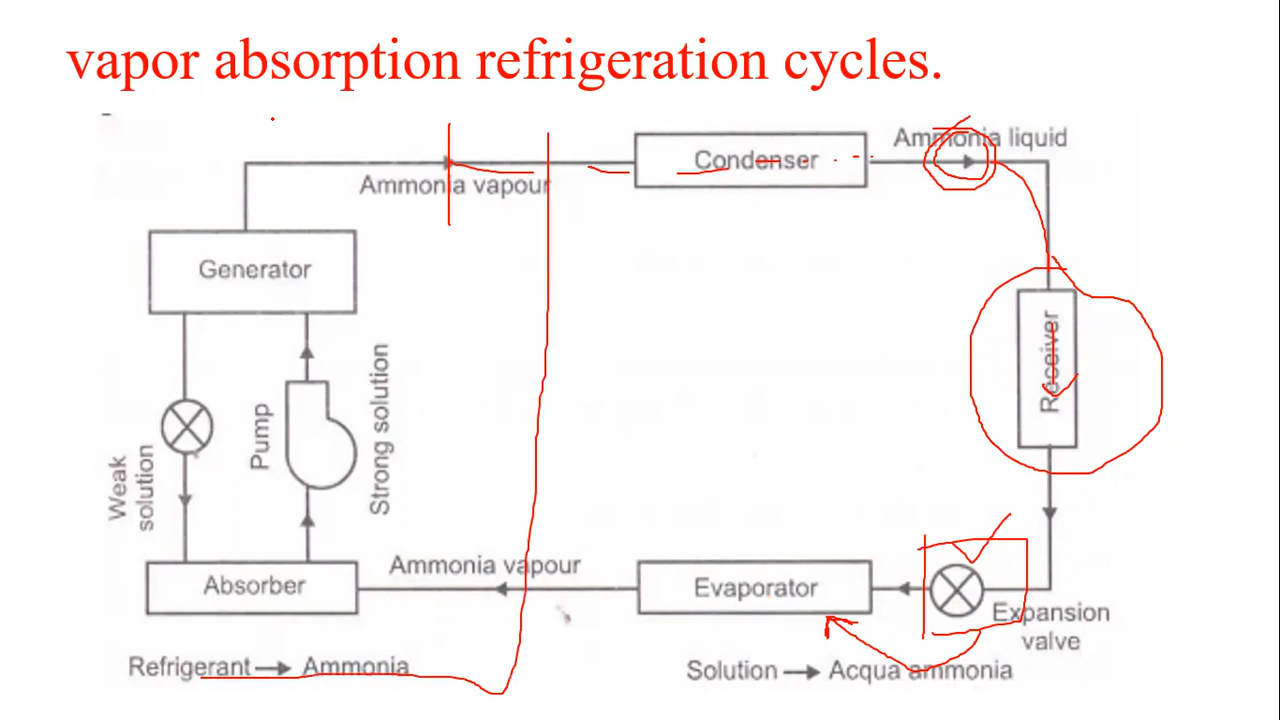 vapor absorption refrigeration cycles.
Ammonia liquid
Condenser
Ammonia vapour
Generator
Receiver
Pump
Strong solution
Weak
solution
Ammonia vapour
Absorber
Evaporator
Expansion
valve
Refrigerant → Ammonia
Solution → Acqua ammonia